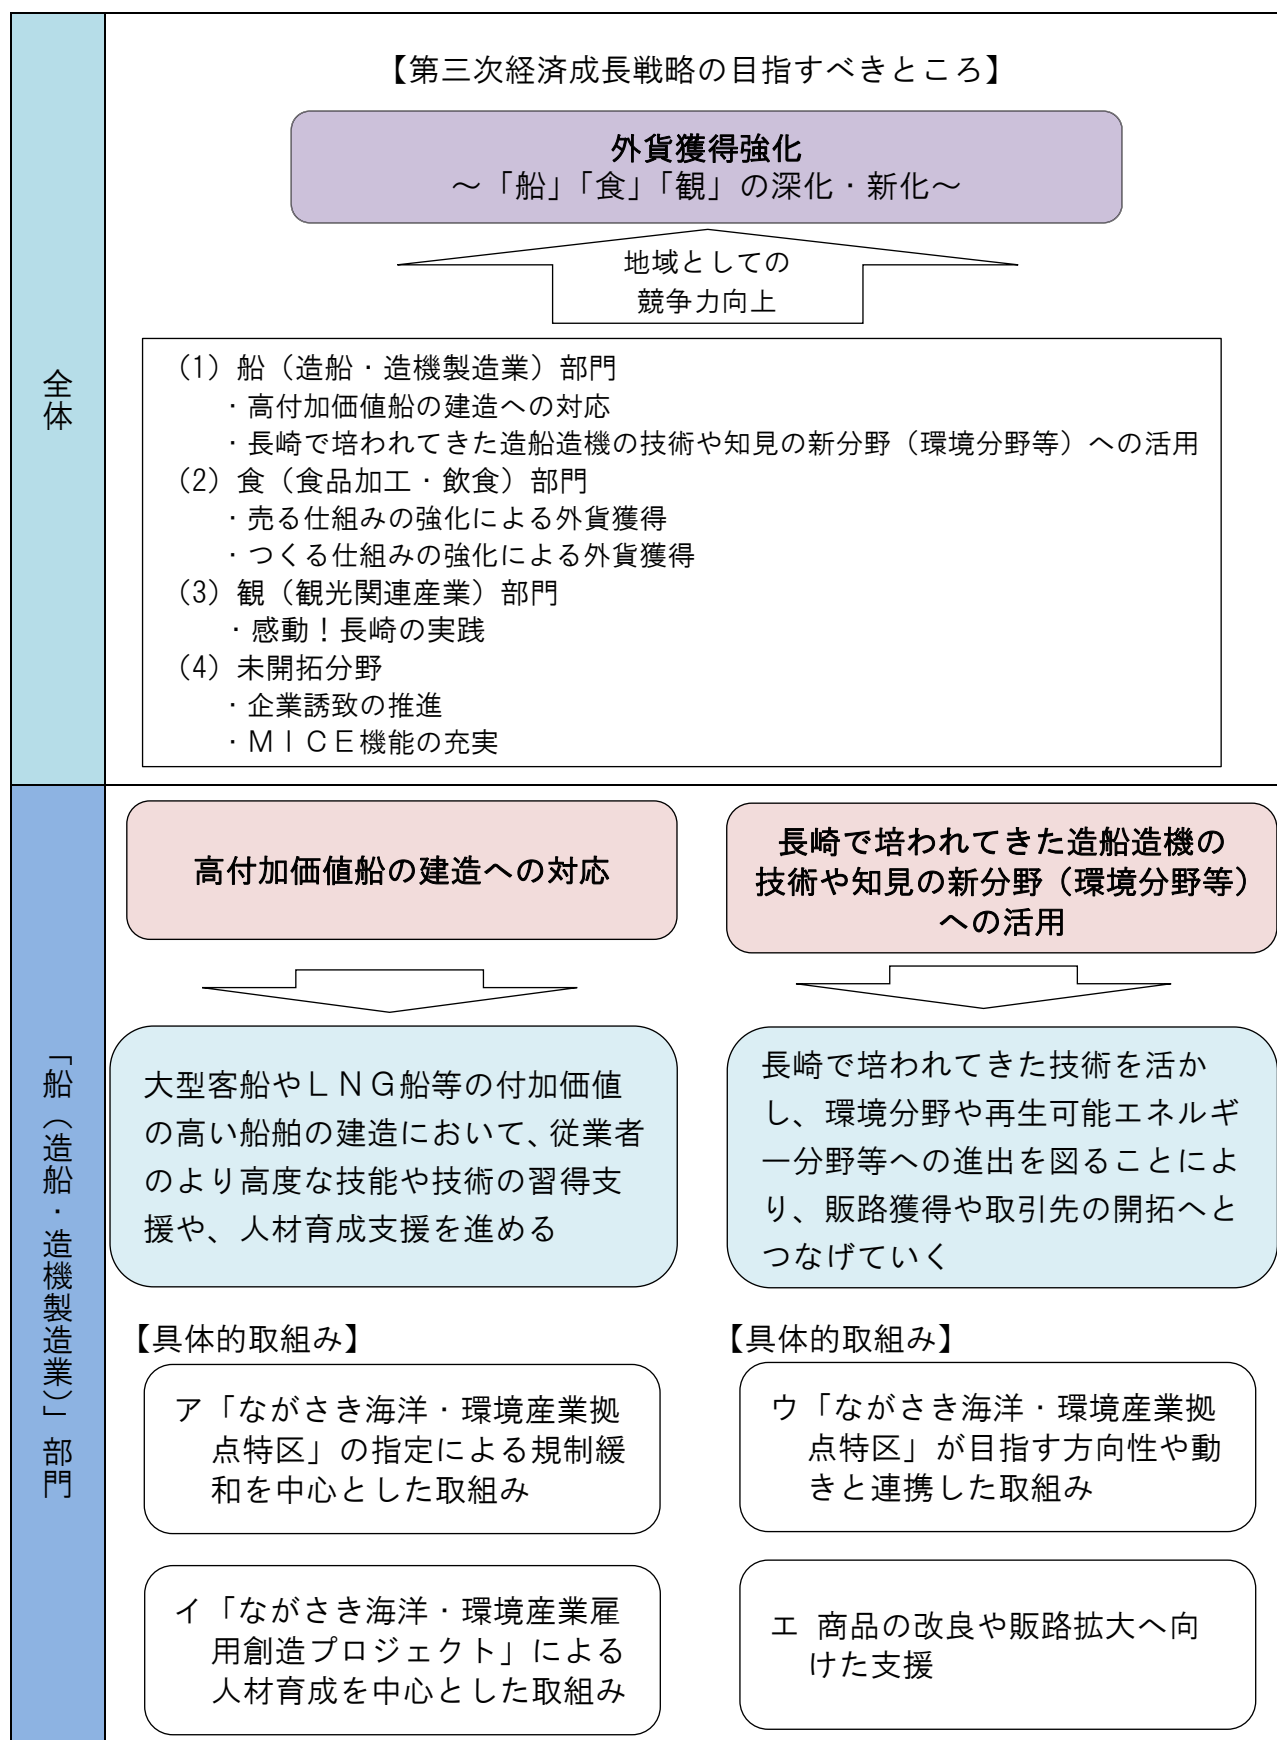 全体
【第三次経済成長戦略の目指すべきところ】
外貨獲得強化
～「船」「食」「観」の深化・新化～
地域としての
競争力向上
(1) 船（造船・造機製造業）部門
・高付加価値船の建造への対応
・長崎で培われてきた造船造機の技術や知見の新分野（環境分野等）への活用
(2) 食（食品加工・飲食）部門
・売る仕組みの強化による外貨獲得
・つくる仕組みの強化による外貨獲得
(3) 観（観光関連産業）部門
・感動！長崎の実践
(4) 未開拓分野
・企業誘致の推進
・ＭＩＣＥ機能の充実
「船（造船・造機製造業）」部門
高付加価値船の建造への対応
大型客船やＬＮＧ船等の付加価値
の高い船舶の建造において、従業者
のより高度な技能や技術の習得支
援や、人材育成支援を進める
【具体的取組み】
ア「ながさき海洋・環境産業拠
点特区」の指定による規制緩
和を中心とした取組み
イ「ながさき海洋・環境産業雇
用創造プロジェクト」による
人材育成を中心とした取組み
長崎で培われてきた造船造機の
技術や知見の新分野（環境分野等）
への活用
長崎で培われてきた技術を活か
し、環境分野や再生可能エネルギ
ー分野等への進出を図ることによ
り、販路獲得や取引先の開拓へと
つなげていく
【具体的取組み】
ウ「ながさき海洋・環境産業拠
点特区」が目指す方向性や動
きと連携した取組み
エ 商品の改良や販路拡大へ向
けた支援